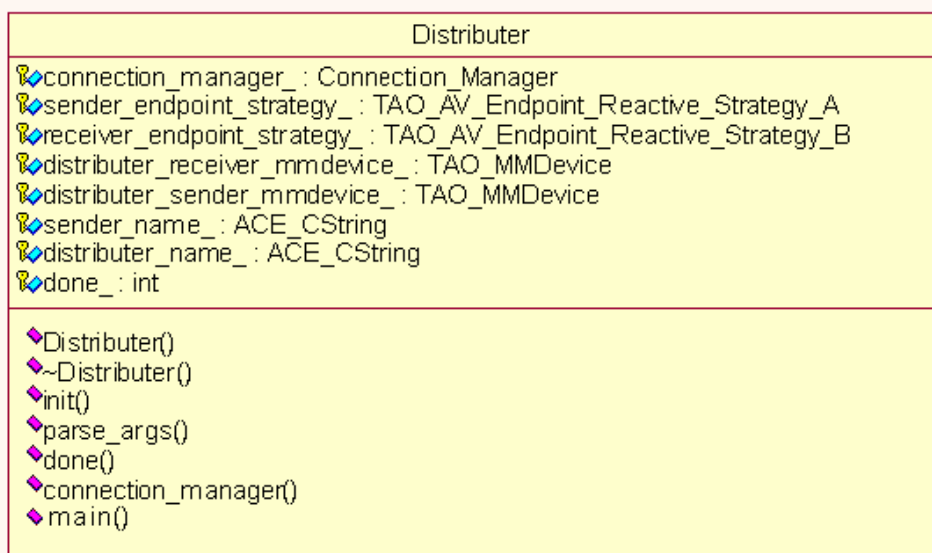 Distributer
connection_manager_ : Connection_Manager
sender_endpoint_strategy_ : TAO_AV_Endpoint_Reactive_Strategy_A
receiver_endpoint_strategy_ : TAO_AV_Endpoint_Reactive_Strategy_B
distributer_receiver_mmdevice_ : TAO_MMDevice
distributer_sender_mmdevice_ : TAO_MMDevice
sender_name_ : ACE_CString
distributer_name_ : ACE_CString
done_ : int
Distributer()
~Distributer()
init()
parse_args()
done()
connection_manager()
main()